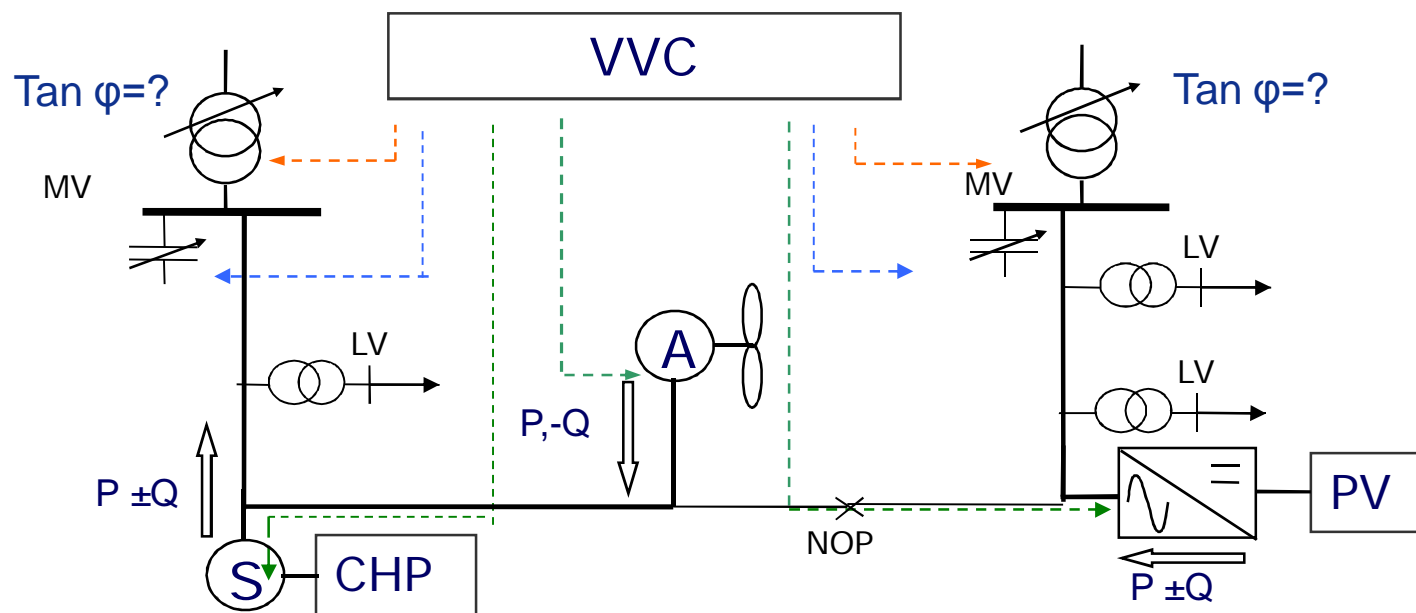 VVC
Tan φ=?
Tan φ=?
MV
MV
LV
LV
A
LV
P,-Q
P ±Q
PV
NOP
S
CHP
P ±Q